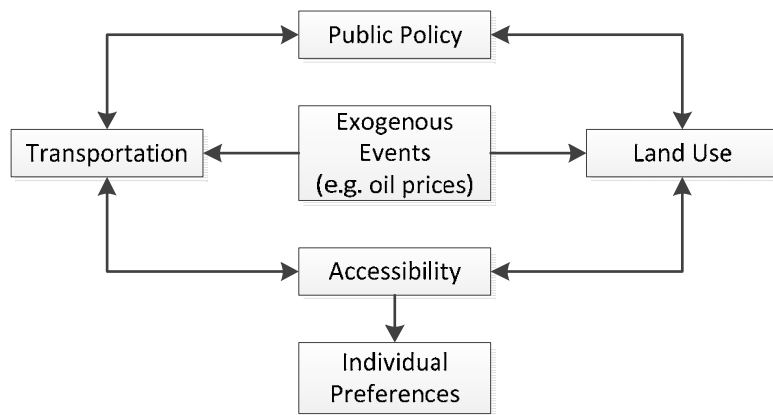 Public Policy
Transportation
Exogenous
Events
(e.g. oil prices)
Land Use
Accessibility
Individual
Preferences